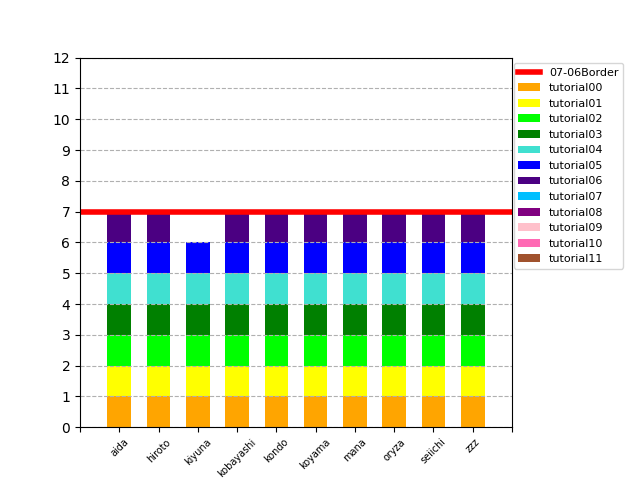 12
11
10
9
8
7
6
5
4
3
2
1
0
aida
hiroto
kiyuna
kobayashi
kondo
koyama
mana
oryza
seiichi
zzz
07-06Border
tutorial00
tutorial01
tutorial02
tutorial03
tutorial04
tutorial05
tutorial06
tutorial07
tutorial08
tutorial09
tutorial10
tutorial11